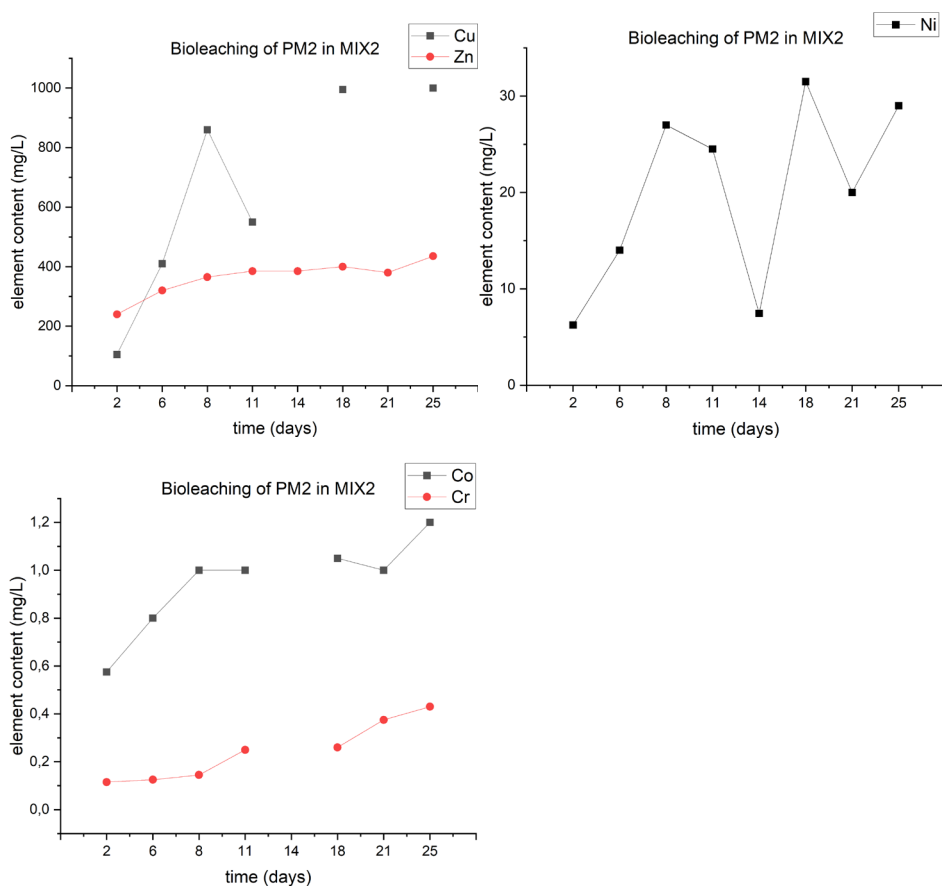 Bioleaching of PM2 in MIX2
Cu
Zn
element content (mg/L)
1000
800
600
400
200
0
2 6 8 11 14 18 21 25
time (days)
Bioleaching of PM2 in MIX2
Ni
element content (mg/L)
30
20
10
0
2 6 8 11 14 18 21 25
time (days)
Bioleaching of PM2 in MIX2
Co
Cr
element content (mg/L)
1,2
1,0
0,8
0,6
0,4
0,2
0,0
2 6 8 11 14 18 21 25
time (days)